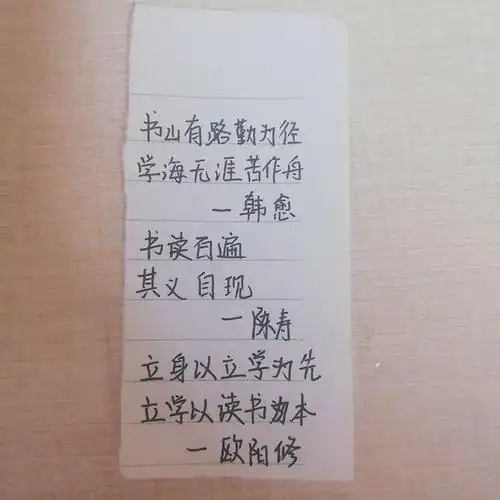 书山有路勤为径
学海无涯苦作舟
一韩愈
书读百遍
其义自现
一陈寿
立身以立学为先
立学以读书为本
一欧阳修